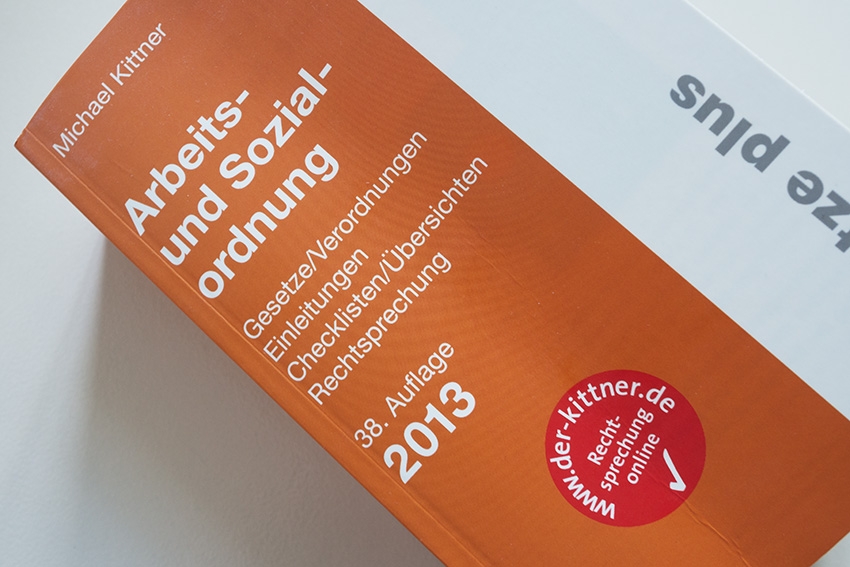 Michael Kittner
Arbeits-
und Sozial-
ordnung
Gesetze/Verordnungen
Einleitungen
Checklisten/Übersichten
Rechtsprechung
38. Auflage
2013
www.der-kittner.de
Recht-
sprechung
online
plus